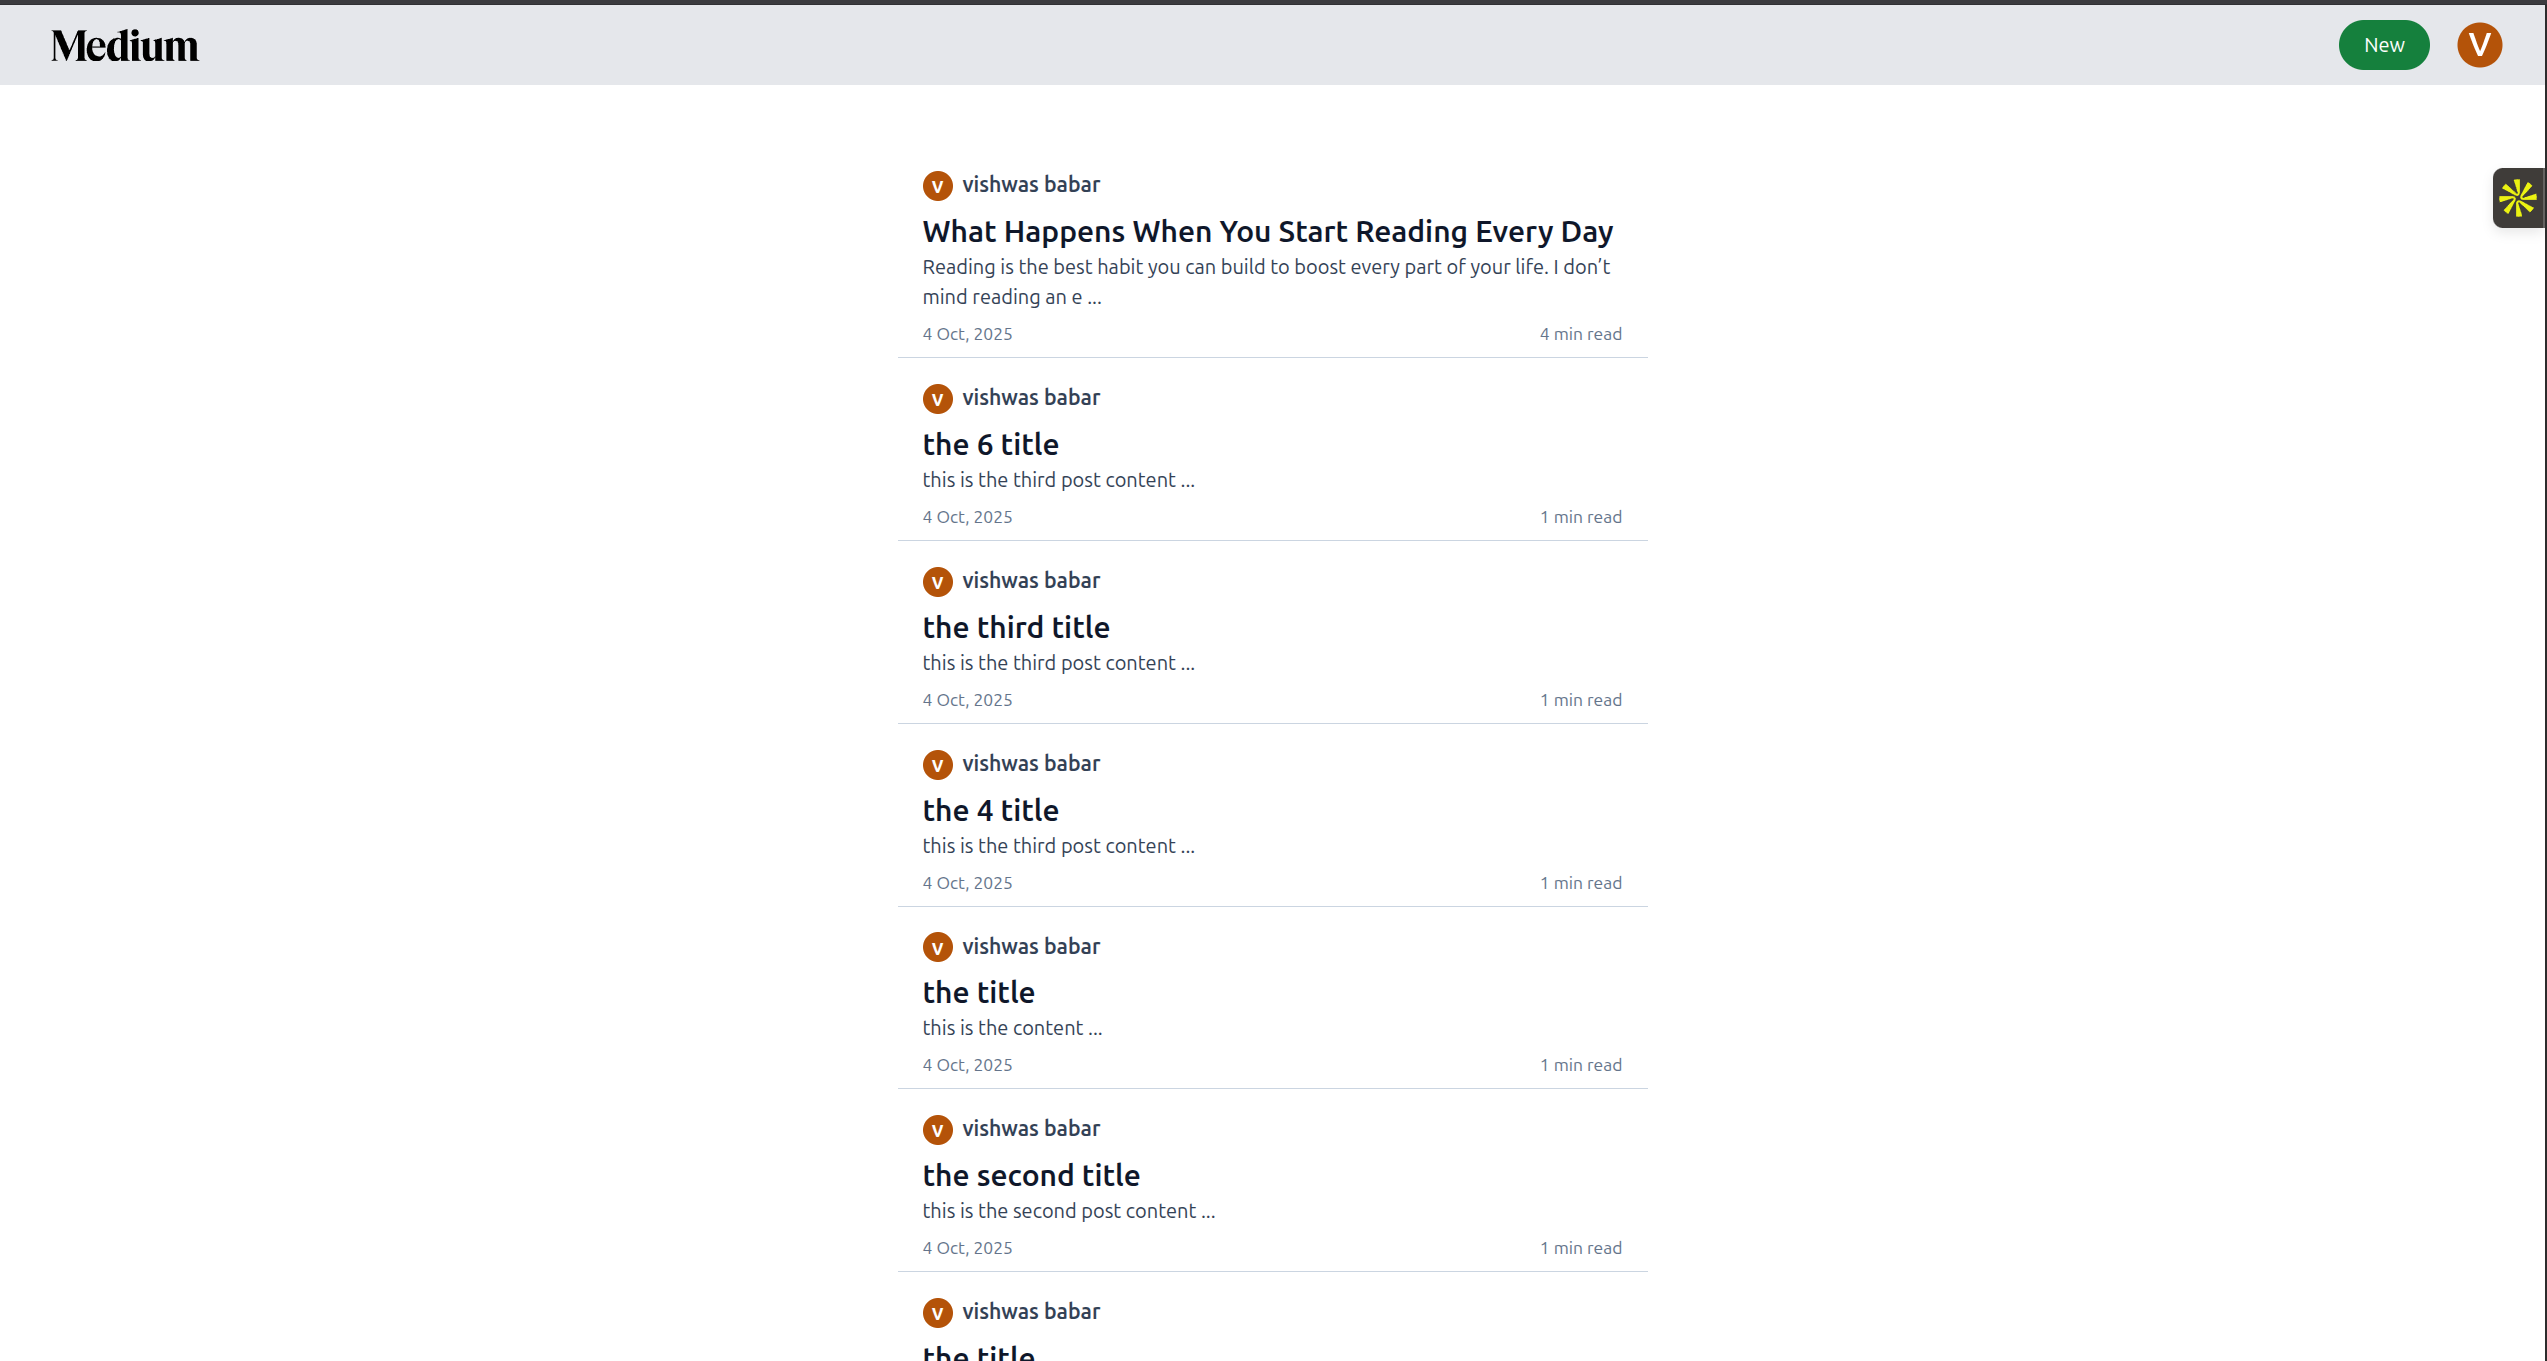 Medium
New
V
V vishwas babar
What Happens When You Start Reading Every Day
Reading is the best habit you can build to boost every part of your life. I don’t
mind reading an e ...
4 Oct, 2025 4 min read
V vishwas babar
the 6 title
this is the third post content ...
4 Oct, 2025 1 min read
V vishwas babar
the third title
this is the third post content ...
4 Oct, 2025 1 min read
V vishwas babar
the 4 title
this is the third post content ...
4 Oct, 2025 1 min read
V vishwas babar
the title
this is the content ...
4 Oct, 2025 1 min read
V vishwas babar
the second title
this is the second post content ...
4 Oct, 2025 1 min read
V vishwas babar
the title